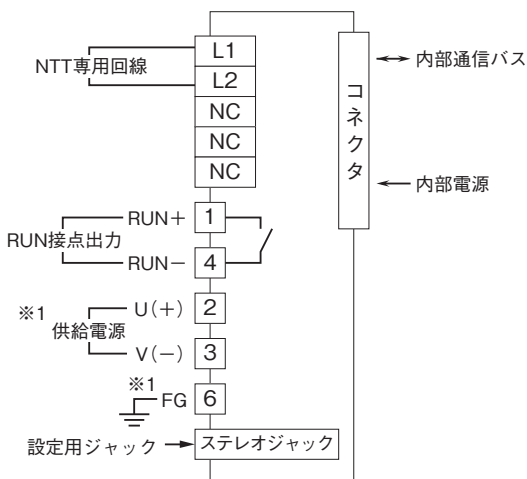 L1
NTT専用回線
L2
NC
NC
NC
コネクタ
内部通信バス
内部電源
RUN+ 1
RUN接点出力
RUN− 4
※1
供給電源
U(+) 2
V(−) 3
※1
FG 6
設定用ジャック ステレオジャック